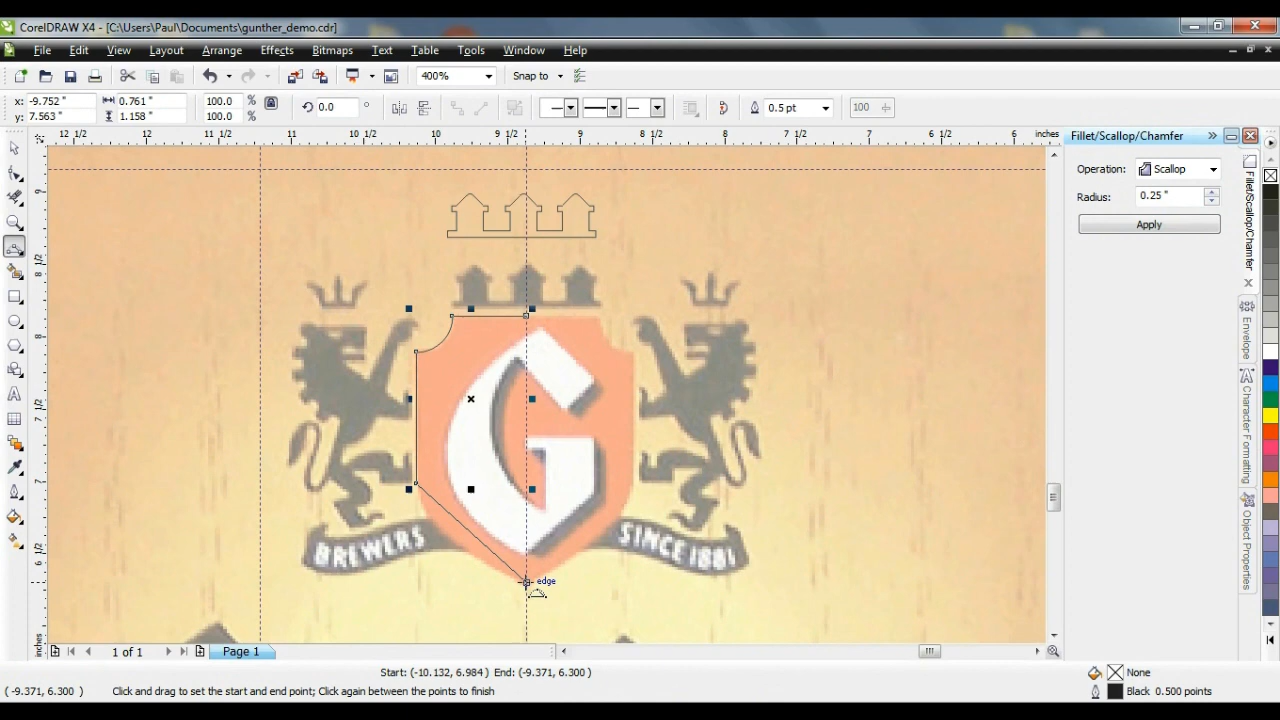 CorelDRAW X4 - [C:\Users\Paul\Documents\gunther_demo.cdr]
File Edit View Layout Arrange Effects Bitmaps Text Table Tools Window Help
400% Snap to
x: -9.752 " 0.761 " 100.0 % 0.0 ° 0.5 pt 100
y: 7.563 " 1.158 " 100.0 %
12 1/2 12 11 1/2 11 10 1/2 10 9 1/2 9 8 1/2 8 7 1/2 7 6 1/2 6 inches
Fillet/Scallop/Chamfer
Operation: Scallop
Radius: 0.25 "
Apply
Fillet/Scallop/Chamfer
Envelope
Character Formatting
Object Properties
9
8 1/2
8
7 1/2
7
6 1/2
6
inches
G
BREWERS
SINCE 1881
edge
1 of 1 Page 1
Start: (-10.132, 6.984) End: (-9.371, 6.300 )
( -9.371, 6.300 ) Click and drag to set the start and end point; Click again between the points to finish
None
Black 0.500 points